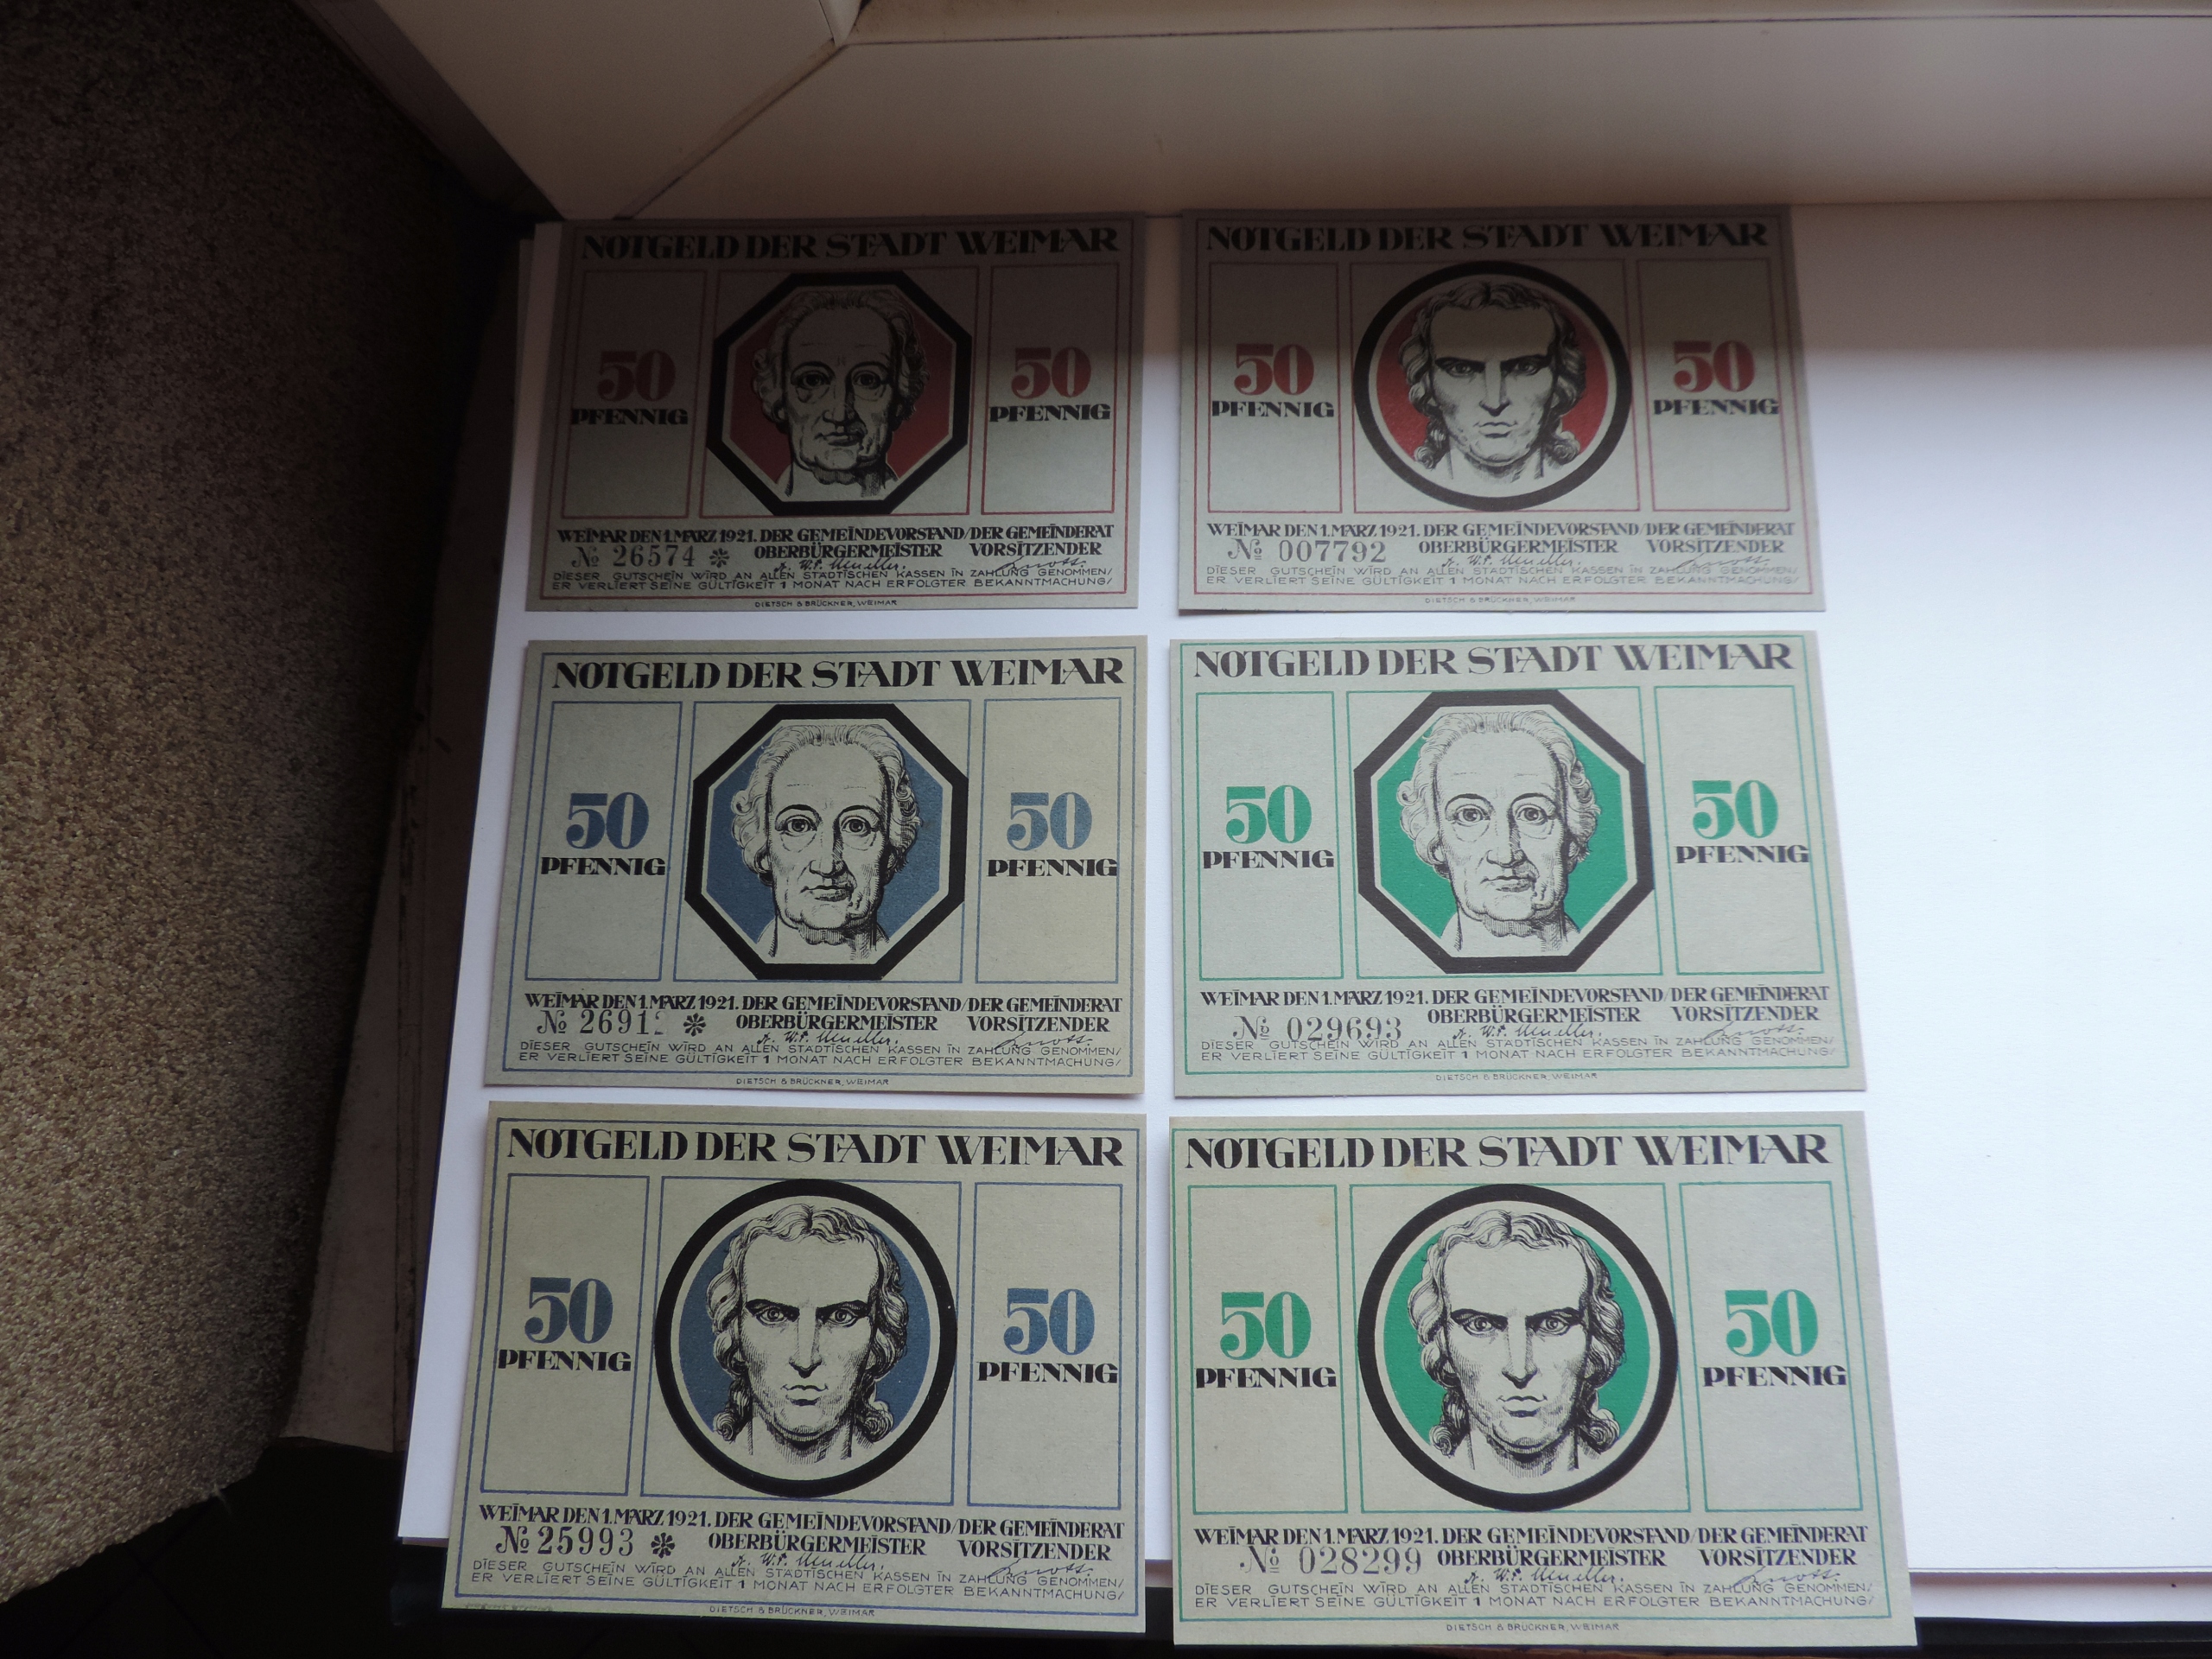 NOTGELD DER STADT WEIMAR
50 PFENNIG
50 PFENNIG
WEIMAR DEN 1. MÄRZ 1921. DER GEMEINDEVORSTAND/DER GEMEINDERAT
№ 26574 ❇ OBERBÜRGERMEISTER VORSITZENDER
DIESER GUTSCHEIN WIRD AN ALLEN STÄDTISCHEN KASSEN IN ZAHLUNG GENOMMEN/
ER VERLIERT SEINE GÜLTIGKEIT 1 MONAT NACH ERFOLGTER BEKANNTMACHUNG/
DIETSCH & BRÜCKNER, WEIMAR
NOTGELD DER STADT WEIMAR
50 PFENNIG
50 PFENNIG
WEIMAR DEN 1. MÄRZ 1921. DER GEMEINDEVORSTAND/DER GEMEINDERAT
№ 007792 OBERBÜRGERMEISTER VORSITZENDER
DIESER GUTSCHEIN WIRD AN ALLEN STÄDTISCHEN KASSEN IN ZAHLUNG GENOMMEN/
ER VERLIERT SEINE GÜLTIGKEIT 1 MONAT NACH ERFOLGTER BEKANNTMACHUNG/
DIETSCH & BRÜCKNER, WEIMAR
NOTGELD DER STADT WEIMAR
50 PFENNIG
50 PFENNIG
WEIMAR DEN 1. MÄRZ 1921. DER GEMEINDEVORSTAND/DER GEMEINDERAT
№ ❇ OBERBÜRGERMEISTER VORSITZENDER
DIESER GUTSCHEIN WIRD AN ALLEN STÄDTISCHEN KASSEN IN ZAHLUNG GENOMMEN/
ER VERLIERT SEINE GÜLTIGKEIT 1 MONAT NACH ERFOLGTER BEKANNTMACHUNG/
DIETSCH & BRÜCKNER, WEIMAR
NOTGELD DER STADT WEIMAR
50 PFENNIG
50 PFENNIG
WEIMAR DEN 1. MÄRZ 1921. DER GEMEINDEVORSTAND/DER GEMEINDERAT
№ 029693 OBERBÜRGERMEISTER VORSITZENDER
DIESER GUTSCHEIN WIRD AN ALLEN STÄDTISCHEN KASSEN IN ZAHLUNG GENOMMEN/
ER VERLIERT SEINE GÜLTIGKEIT 1 MONAT NACH ERFOLGTER BEKANNTMACHUNG/
DIETSCH & BRÜCKNER, WEIMAR
NOTGELD DER STADT WEIMAR
50 PFENNIG
50 PFENNIG
WEIMAR DEN 1. MÄRZ 1921. DER GEMEINDEVORSTAND/DER GEMEINDERAT
№ 25993 ❇ OBERBÜRGERMEISTER VORSITZENDER
DIESER GUTSCHEIN WIRD AN ALLEN STÄDTISCHEN KASSEN IN ZAHLUNG GENOMMEN/
ER VERLIERT SEINE GÜLTIGKEIT 1 MONAT NACH ERFOLGTER BEKANNTMACHUNG/
DIETSCH & BRÜCKNER, WEIMAR
NOTGELD DER STADT WEIMAR
50 PFENNIG
50 PFENNIG
WEIMAR DEN 1. MÄRZ 1921. DER GEMEINDEVORSTAND/DER GEMEINDERAT
№ 028299 OBERBÜRGERMEISTER VORSITZENDER
DIESER GUTSCHEIN WIRD AN ALLEN STÄDTISCHEN KASSEN IN ZAHLUNG GENOMMEN/
ER VERLIERT SEINE GÜLTIGKEIT 1 MONAT NACH ERFOLGTER BEKANNTMACHUNG/
DIETSCH & BRÜCKNER, WEIMAR